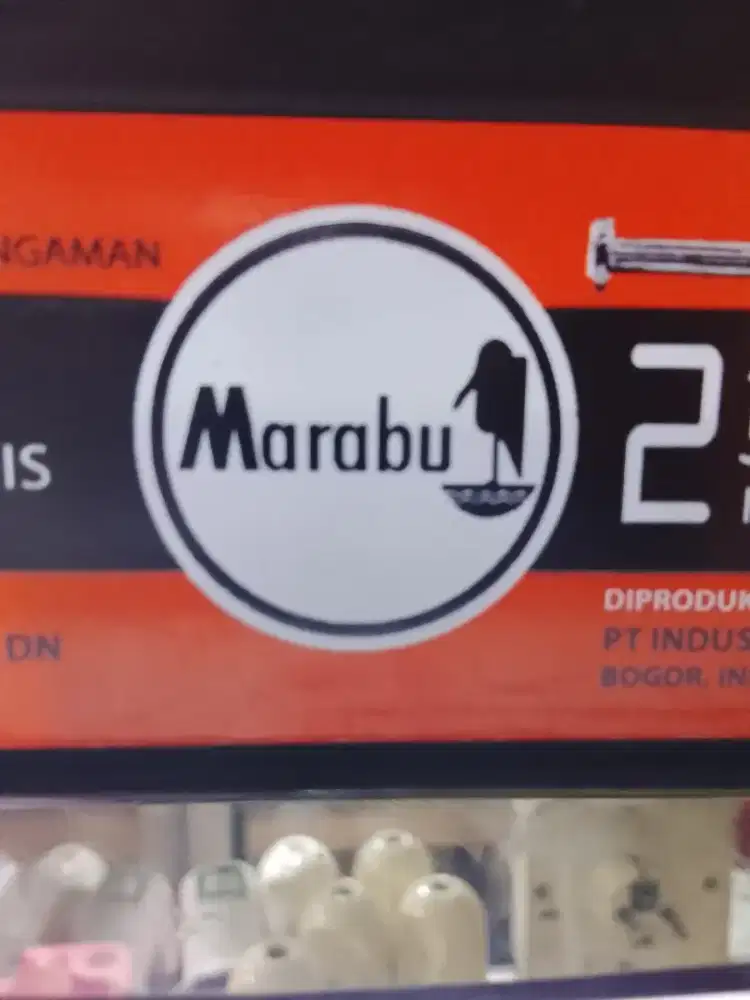 NGAMAN
Marabu
IS
2
DN
DIPRODUK
PT INDUS
BOGOR, IN